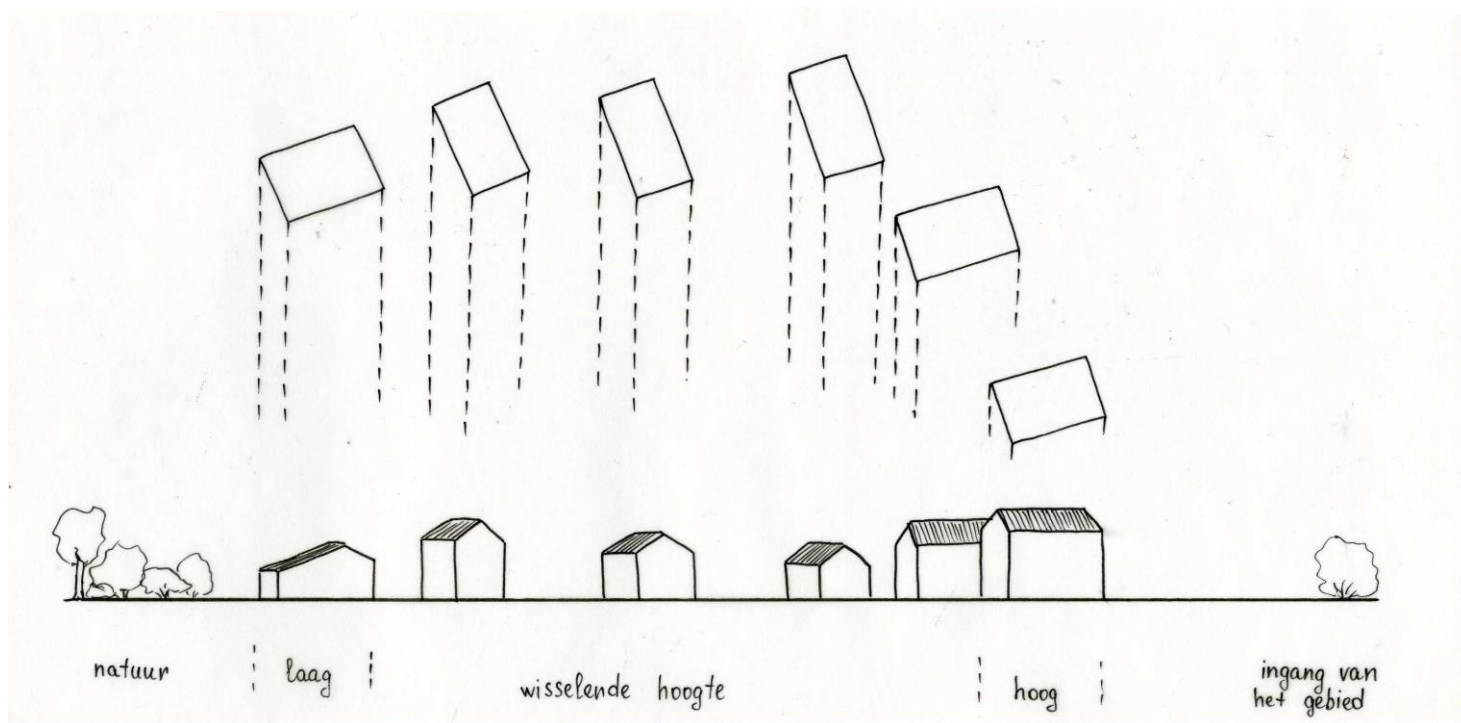 natuur
laag
wisselende hoogte
hoog
ingang van
het gebied